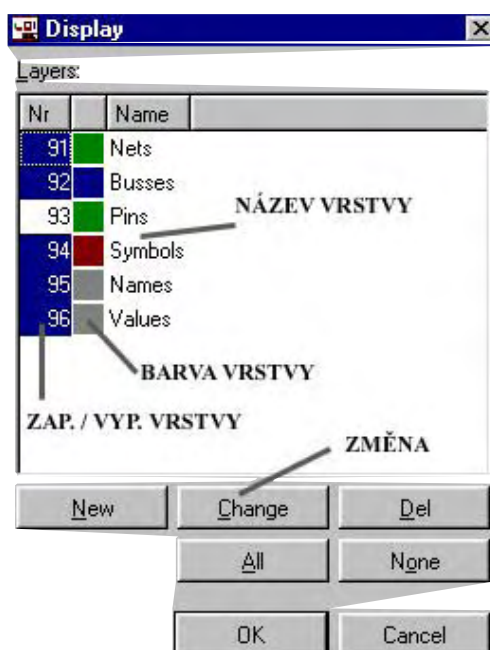 Display
Layers:
Nr Name
91 Nets
92 Busses
93 Pins
NÁZEV VRSTVY
94 Symbols
95 Names
96 Values
BARVA VRSTVY
ZAP. / VYP. VRSTVY
ZMĚNA
New Change Del
All None
OK Cancel